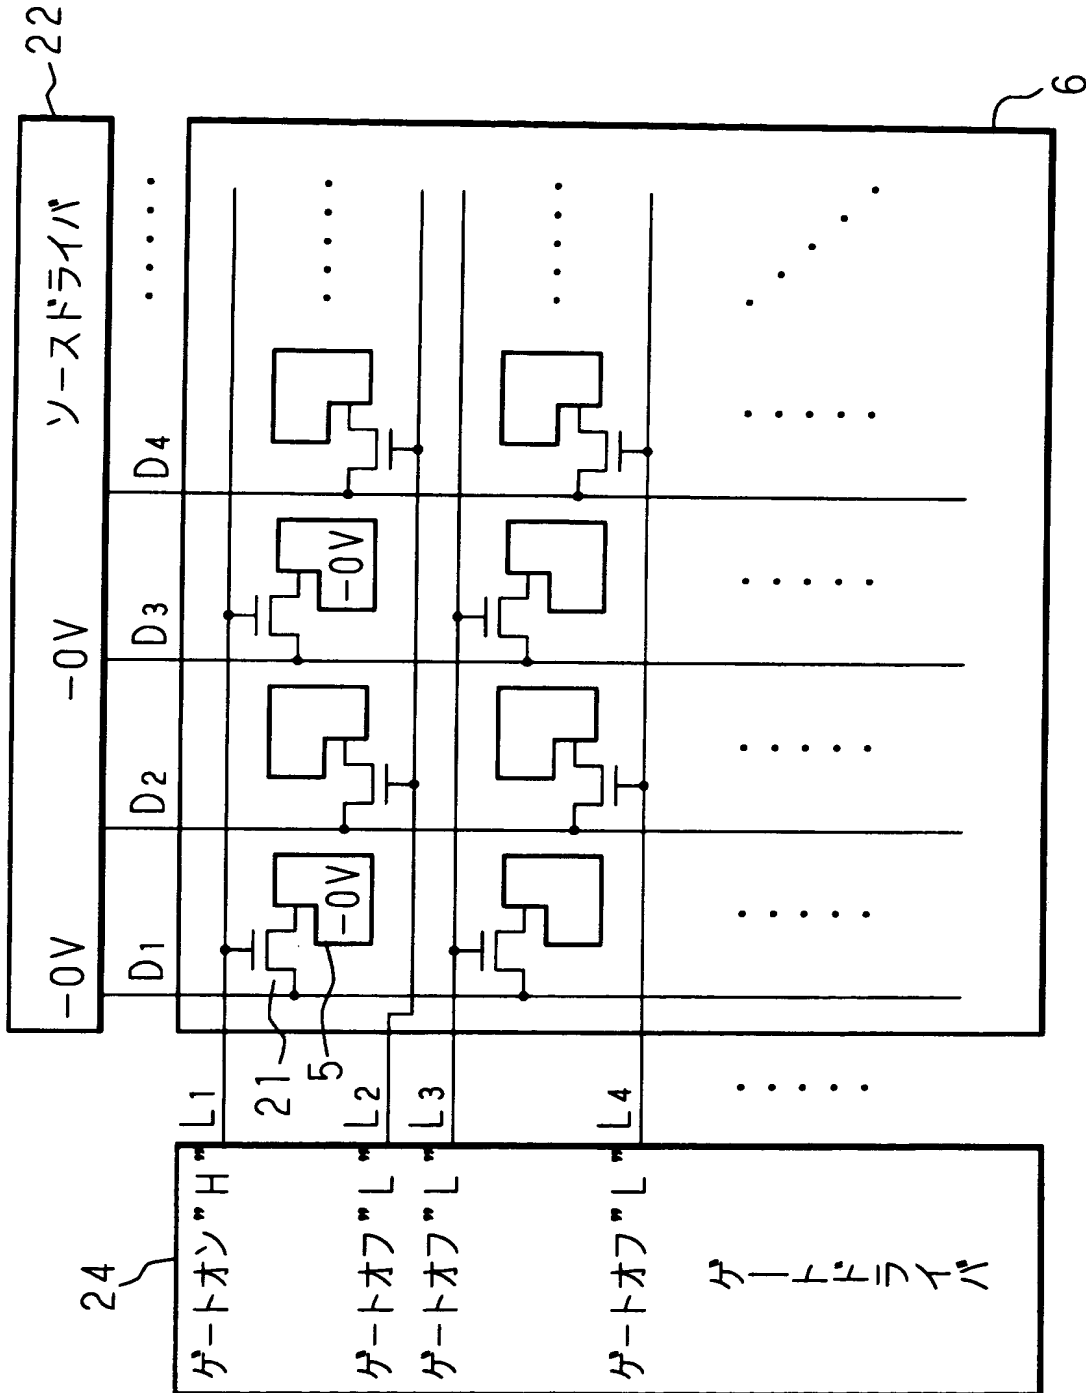 22
ソースドライバ
-0V
-0V
D1
D2
D3
D4
6
-0V
-0V
21
5
L1
L2
L3
L4
24
ゲートオン"H"
ゲートオフ"L"
ゲートオフ"L"
ゲートオフ"L"
ゲートドライバ